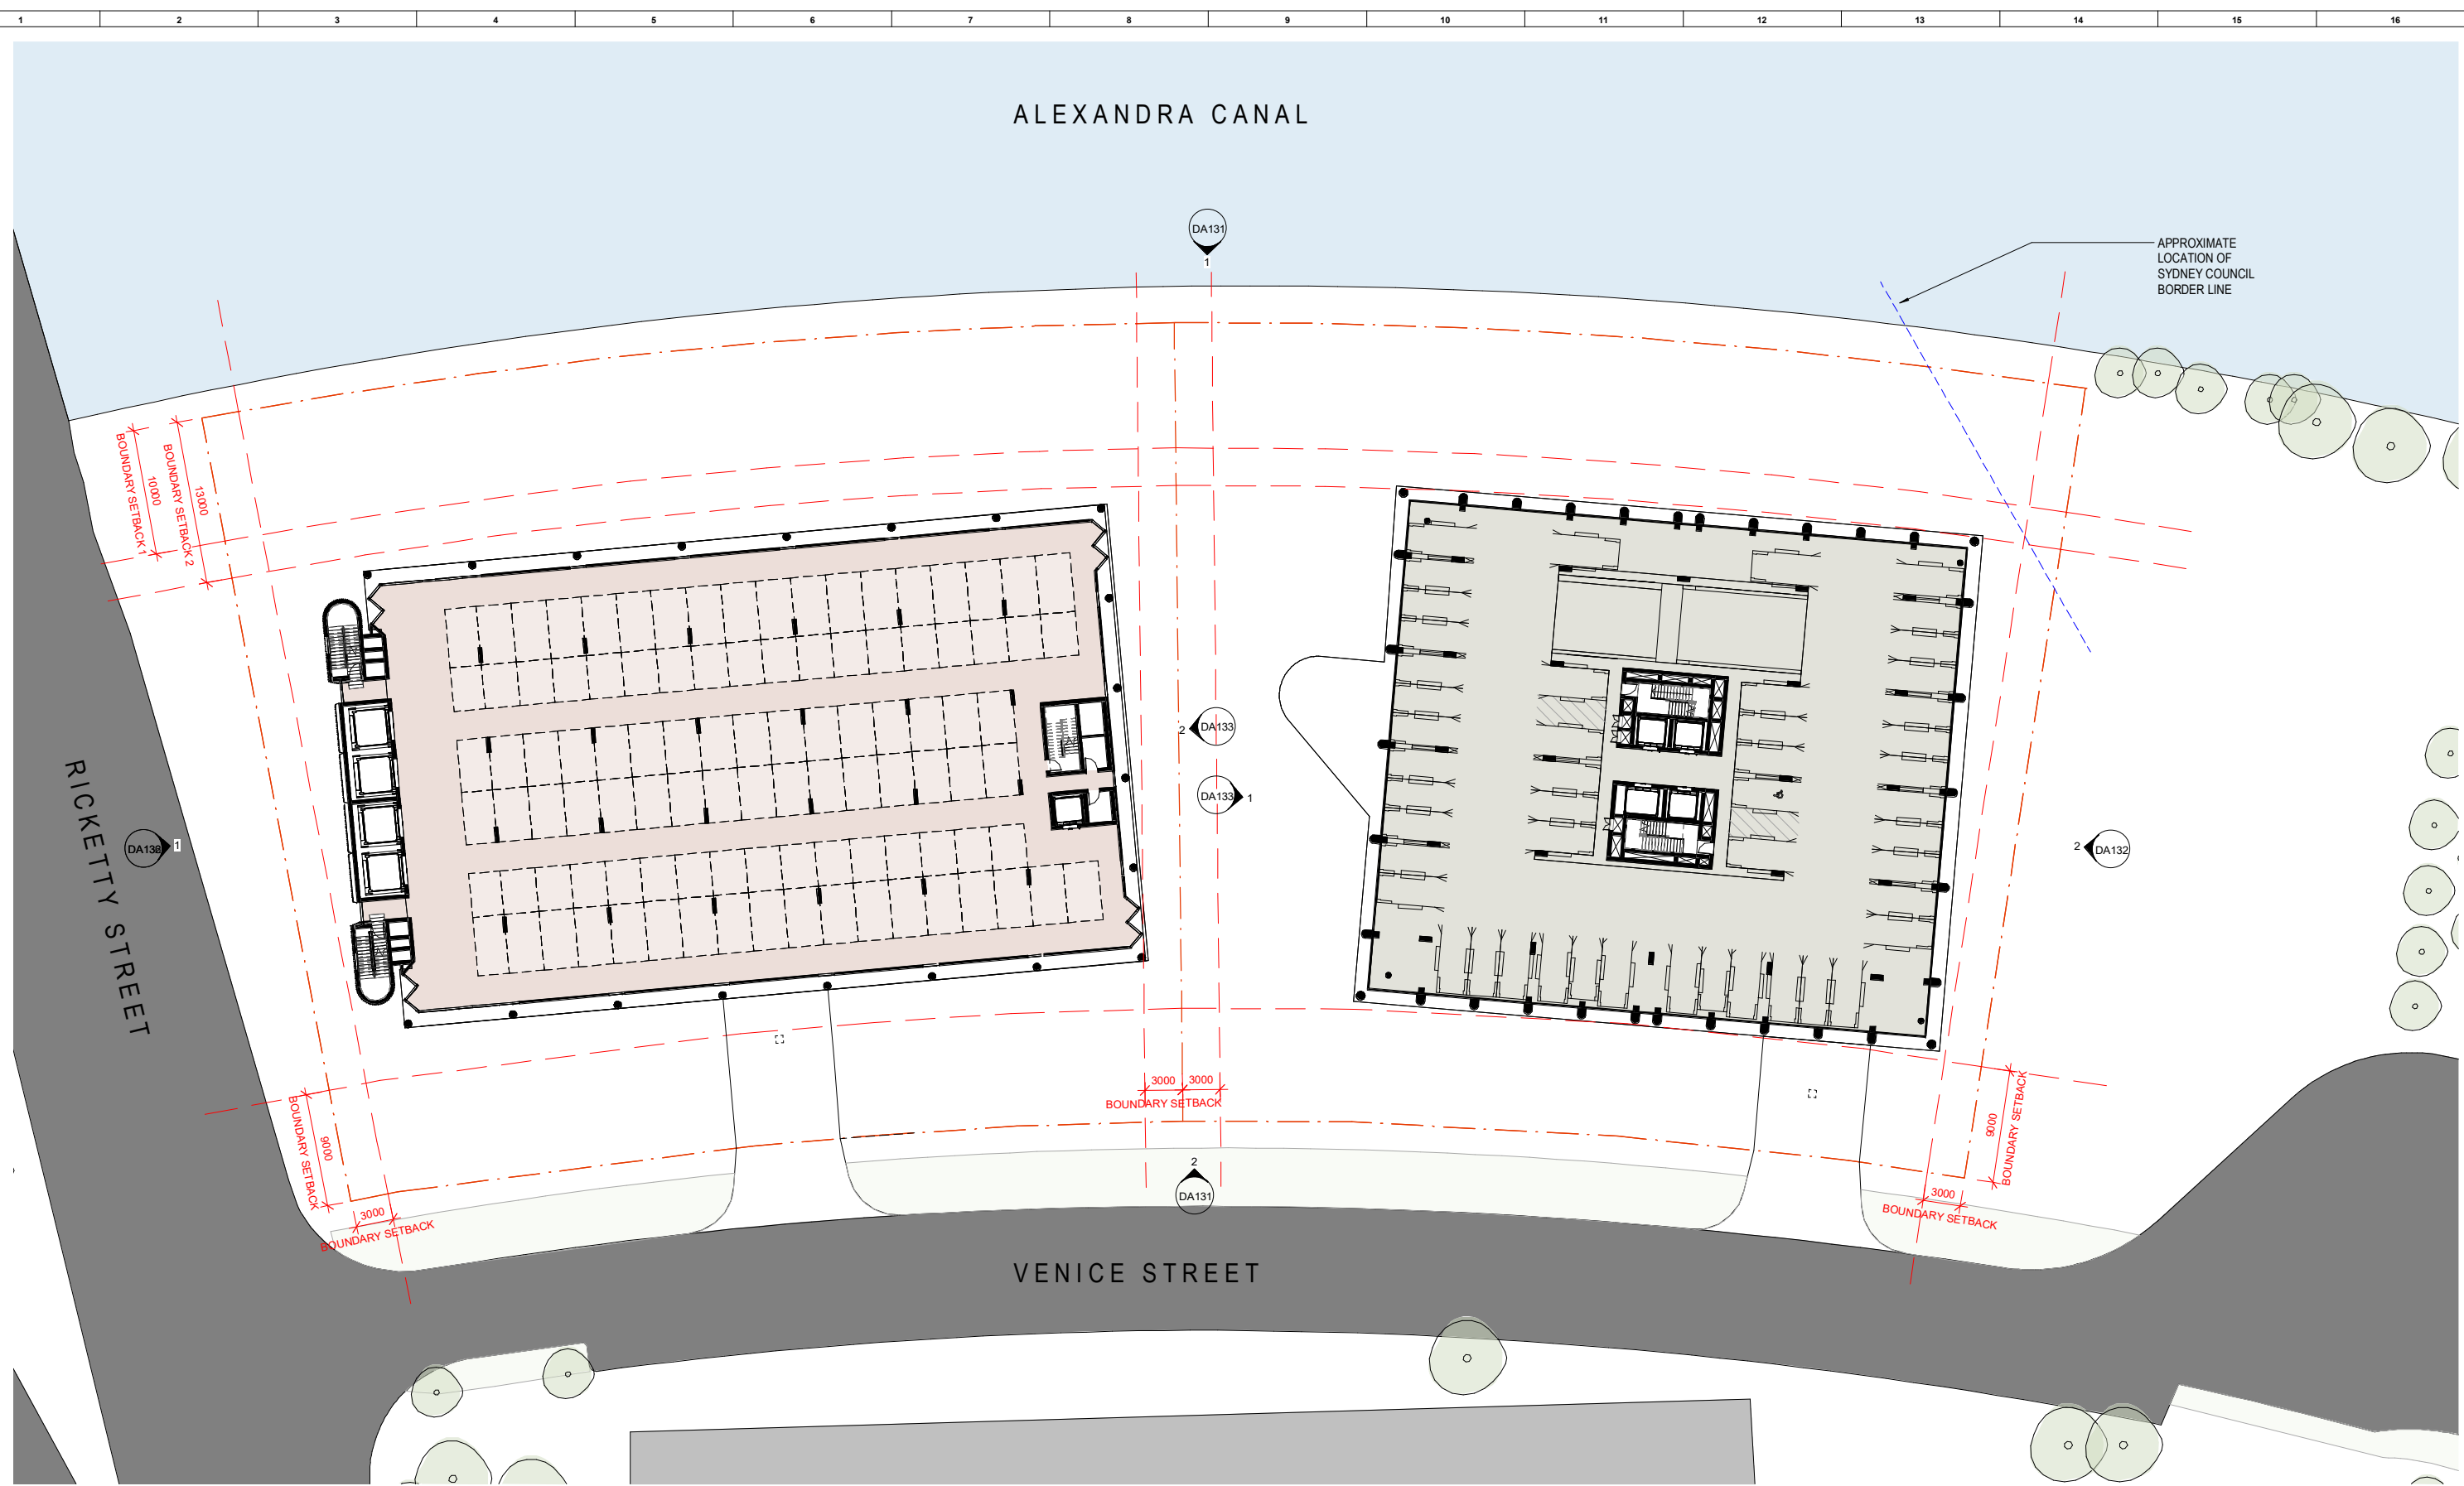 1 2 3 4 5 6 7 8 9 10 11 12 13 14 15 16
ALEXANDRA CANAL
DA131
1
APPROXIMATE
LOCATION OF
SYDNEY COUNCIL
BORDER LINE
BOUNDARY SETBACK 1
10000
BOUNDARY SETBACK 2
13000
2 DA133
DA133 1
RICKETTY STREET
1
2 DA132
3000 3000
BOUNDARY SETBACK
BOUNDARY SETBACK
9000
3000
BOUNDARY SETBACK
9000
BOUNDARY SETBACK
3000
BOUNDARY SETBACK
2
DA131
VENICE STREET